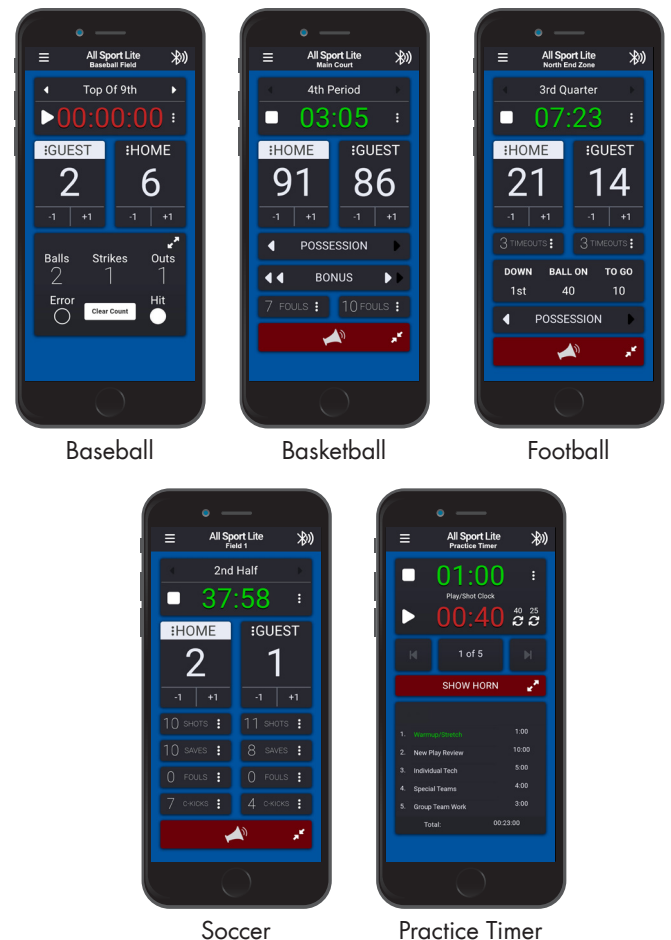 All Sport Lite
Baseball Field
Top Of 9th
00:00:00
GUEST HOME
2 6
-1 +1 -1 +1
Balls Strikes Outs
2 1 1
Error Clear Count Hit
Baseball
All Sport Lite
Main Court
4th Period
03:05
HOME GUEST
91 86
-1 +1 -1 +1
POSSESSION
BONUS
7 FOULS 10 FOULS
Basketball
All Sport Lite
North End Zone
3rd Quarter
07:23
HOME GUEST
21 14
-1 +1 -1 +1
3 TIMEOUTS 3 TIMEOUTS
DOWN BALL ON TO GO
1st 40 10
POSSESSION
Football
All Sport Lite
Field 1
2nd Half
37:58
HOME GUEST
2 1
-1 +1 -1 +1
10 SHOTS 11 SHOTS
10 SAVES 8 SAVES
0 FOULS 0 FOULS
7 C-KICKS 4 C-KICKS
Soccer
All Sport Lite
Practice Timer
01:00
Play/Shot Clock
00:40 40 25
1 of 5
SHOW HORN
1. Warmup/Stretch 1:00
2. New Play Review 10:00
3. Individual Tech 5:00
4. Special Teams 4:00
5. Group Team Work 3:00
Total: 00:23:00
Practice Timer